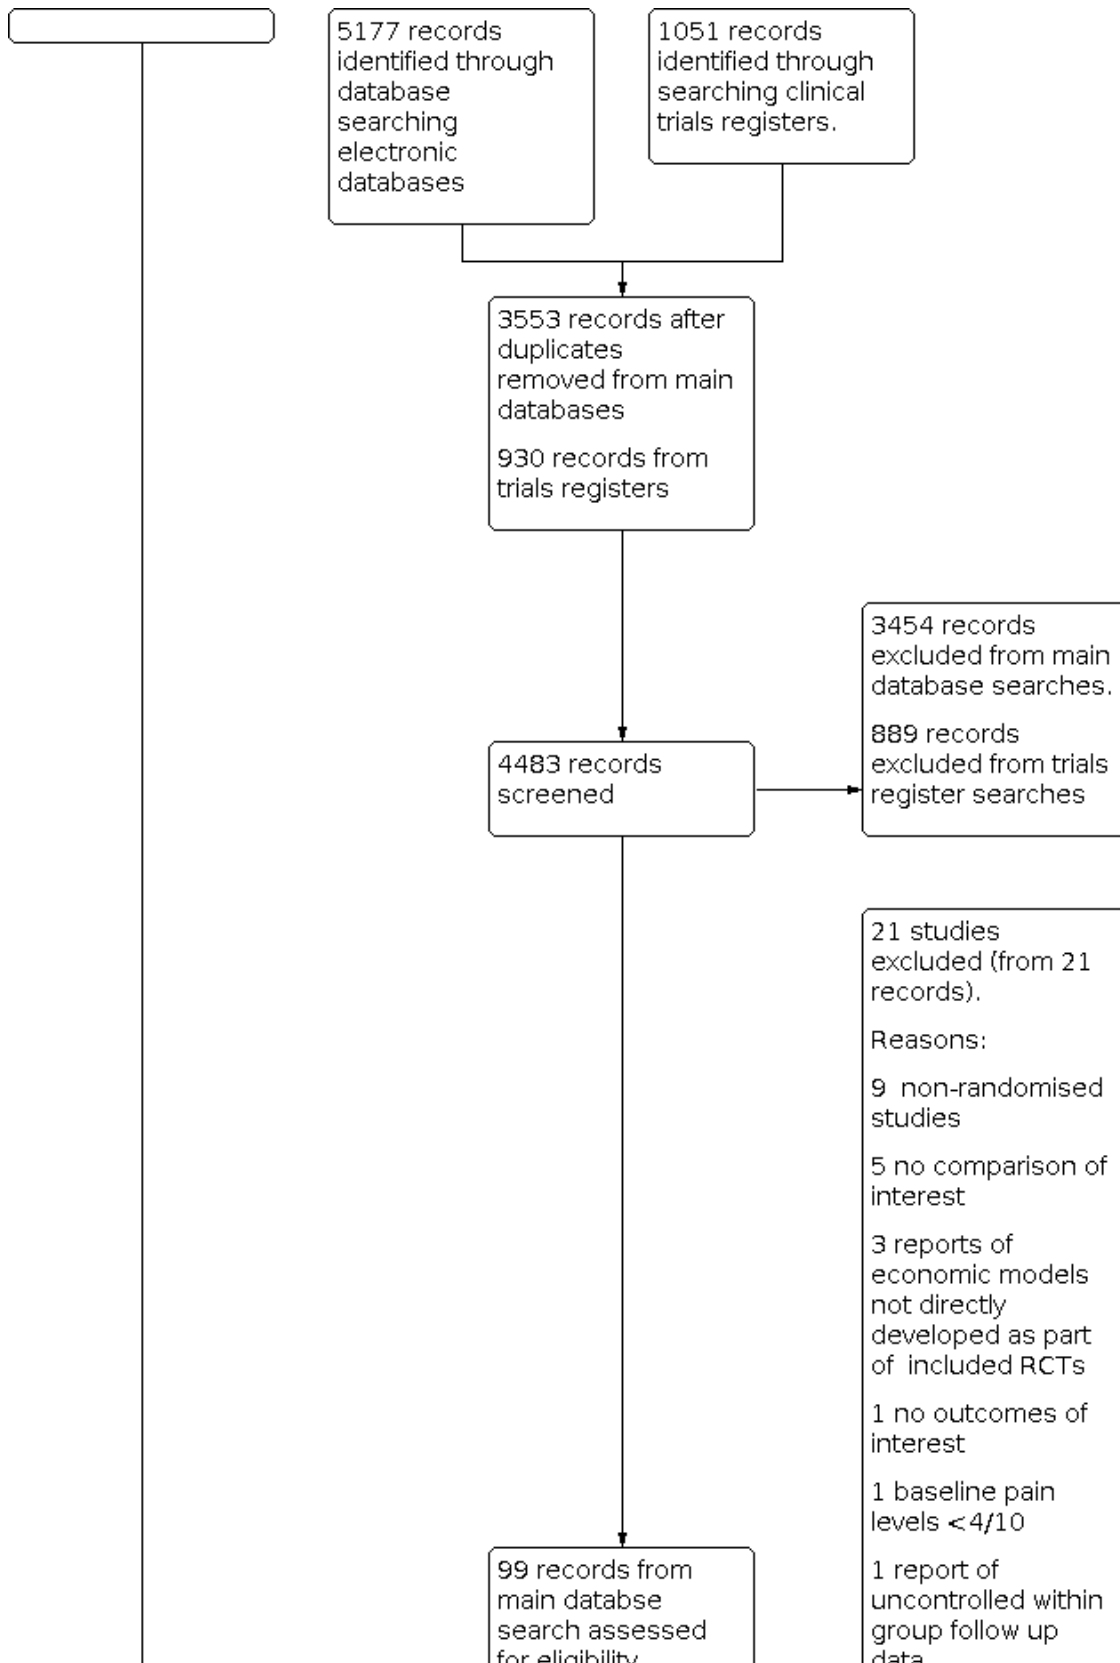 5177 records
identified through
database
searching
electronic
databases
1051 records
identified through
searching clinical
trials registers.
3553 records after
duplicates
removed from main
databases
930 records from
trials registers
3454 records
excluded from main
database searches.
889 records
excluded from trials
register searches
4483 records
screened
21 studies
excluded (from 21
records).
Reasons:
9 non-randomised
studies
5 no comparison of
interest
3 reports of
economic models
not directly
developed as part
of included RCTs
1 no outcomes of
interest
1 baseline pain
levels <4/10
1 report of
uncontrolled within
group follow up
data
99 records from
main databse
search assessed
for eligibility